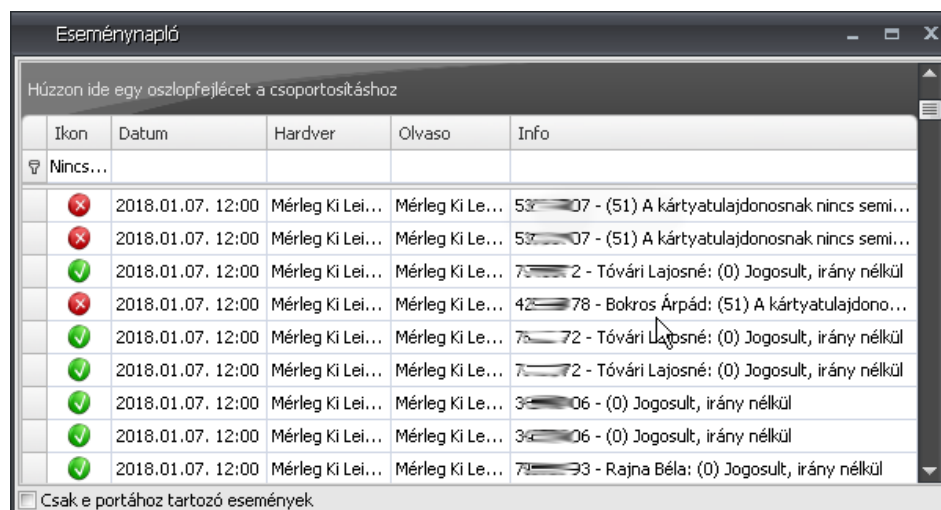 Eseménynapló
Húzzon ide egy oszlopfejlécet a csoportosításhoz
Ikon Datum Hardver Olvaso Info
Nincs...
2018.01.07. 12:00 Mérleg Ki Lei... Mérleg Ki Le... 07 - (51) A kártyatulajdonosnak nincs semi...
2018.01.07. 12:00 Mérleg Ki Lei... Mérleg Ki Le... 07 - (51) A kártyatulajdonosnak nincs semi...
2018.01.07. 12:00 Mérleg Ki Lei... Mérleg Ki Le... 2 - Tóvári Lajosné: (0) Jogosult, irány nélkül
2018.01.07. 12:00 Mérleg Ki Lei... Mérleg Ki Le... 42 78 - Bokros Árpád: (51) A kártyatulajdono...
2018.01.07. 12:00 Mérleg Ki Lei... Mérleg Ki Le... 72 - Tóvári Lajosné: (0) Jogosult, irány nélkül
2018.01.07. 12:00 Mérleg Ki Lei... Mérleg Ki Le... 72 - Tóvári Lajosné: (0) Jogosult, irány nélkül
2018.01.07. 12:00 Mérleg Ki Lei... Mérleg Ki Le... 06 - (0) Jogosult, irány nélkül
2018.01.07. 12:00 Mérleg Ki Lei... Mérleg Ki Le... 06 - (0) Jogosult, irány nélkül
2018.01.07. 12:00 Mérleg Ki Lei... Mérleg Ki Le... 93 - Rajna Béla: (0) Jogosult, irány nélkül
Csak e portához tartozó események